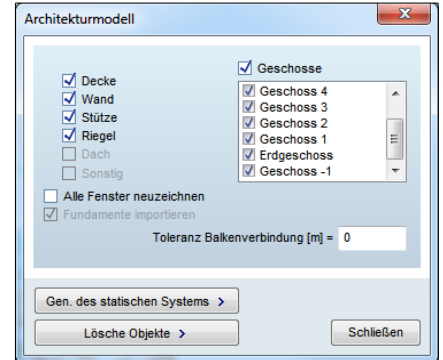 Architekturmodell
Decke
Wand
Stütze
Riegel
Dach
Sonstig
Geschosse
Geschoss 4
Geschoss 3
Geschoss 2
Geschoss 1
Erdgeschoss
Geschoss -1
Alle Fenster neuzeichnen
Fundamente importieren
Toleranz Balkenverbindung [m] = 0
Gen. des statischen Systems >
Lösche Objekte >
Schließen